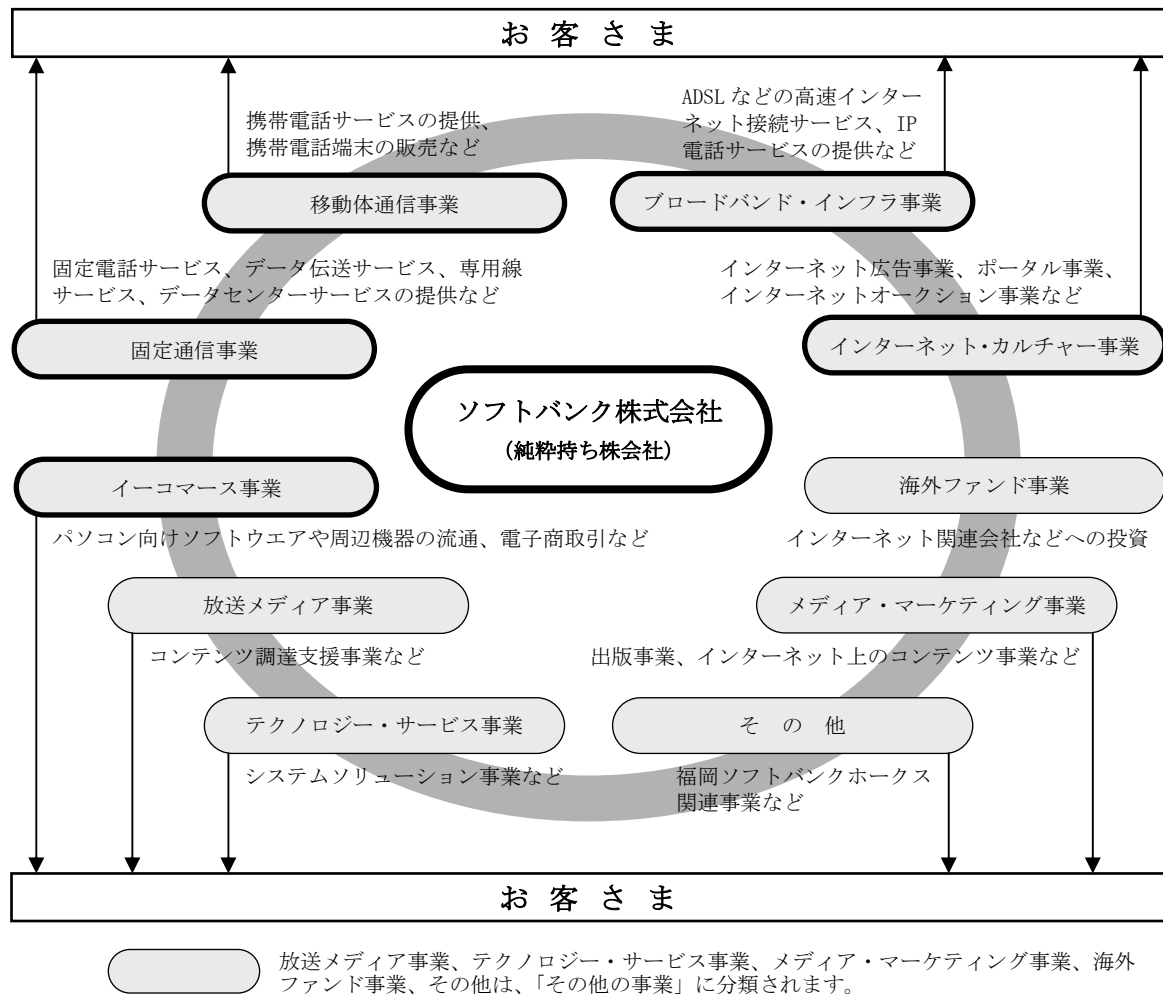 お 客 さ ま
携帯電話サービスの提供、
携帯電話端末の販売など
移動体通信事業
ADSL などの高速インター
ネット接続サービス、IP
電話サービスの提供など
ブロードバンド・インフラ事業
固定電話サービス、データ伝送サービス、専用線
サービス、データセンターサービスの提供など
固定通信事業
インターネット広告事業、ポータル事業、
インターネットオークション事業など
インターネット・カルチャー事業
ソフトバンク株式会社
(純粋持ち株会社)
イーコマース事業
パソコン向けソフトウエアや周辺機器の流通、電子商取引など
海外ファンド事業
インターネット関連会社などへの投資
放送メディア事業
コンテンツ調達支援事業など
メディア・マーケティング事業
出版事業、インターネット上のコンテンツ事業など
テクノロジー・サービス事業
システムソリューション事業など
そ の 他
福岡ソフトバンクホークス
関連事業など
お 客 さ ま
放送メディア事業、テクノロジー・サービス事業、メディア・マーケティング事業、海外
ファンド事業、その他は、「その他の事業」に分類されます。